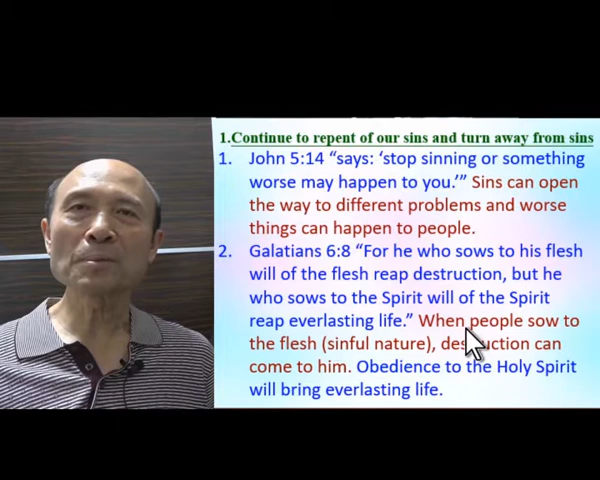 1.Continue to repent of our sins and turn away from sins
1. John 5:14 “says: ‘stop sinning or something
worse may happen to you.’” Sins can open
the way to different problems and worse
things can happen to people.
2. Galatians 6:8 “For he who sows to his flesh
will of the flesh reap destruction, but he
who sows to the Spirit will of the Spirit
reap everlasting life.” When people sow to
the flesh (sinful nature), destruction can
come to him. Obedience to the Holy Spirit
will bring everlasting life.